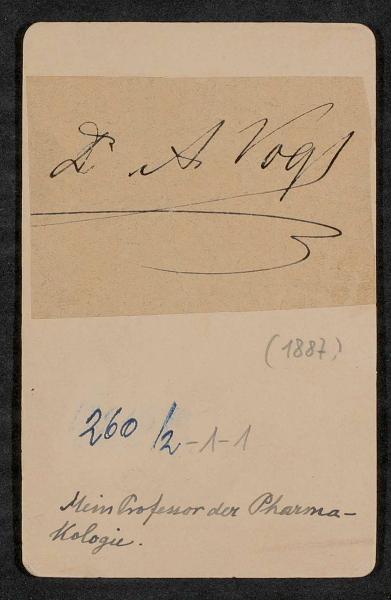 Dr A Vogl
(1887)
260/2-1-1
Mein Professor der Pharma-
kologie.